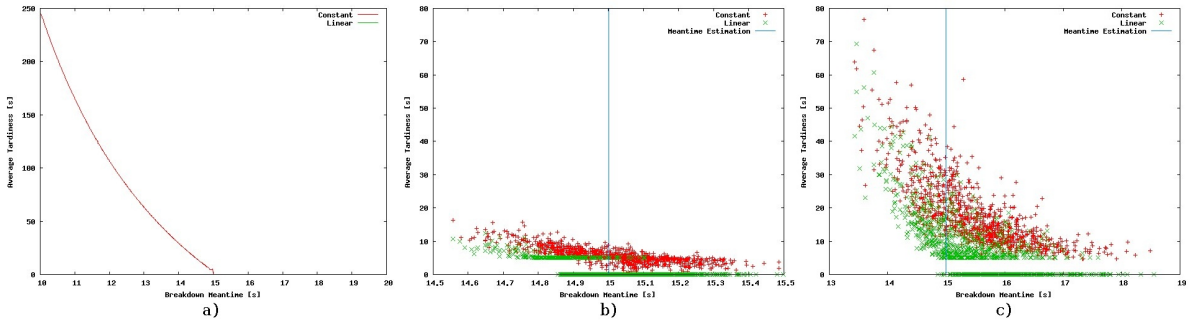 250
200
150
100
50
0
Average Tardiness [s]
Constant
Linear
10 11 12 13 14 15 16 17 18 19 20
Breakdown Meantime [s]
a)
80
70
60
50
40
30
20
10
0
Average Tardiness [s]
Constant
Linear
Meantime Estimation
14.5 14.6 14.7 14.8 14.9 15 15.1 15.2 15.3 15.4 15.5
Breakdown Meantime [s]
b)
80
70
60
50
40
30
20
10
0
Average Tardiness [s]
Constant
Linear
Meantime Estimation
13 14 15 16 17 18 19
Breakdown Meantime [s]
c)